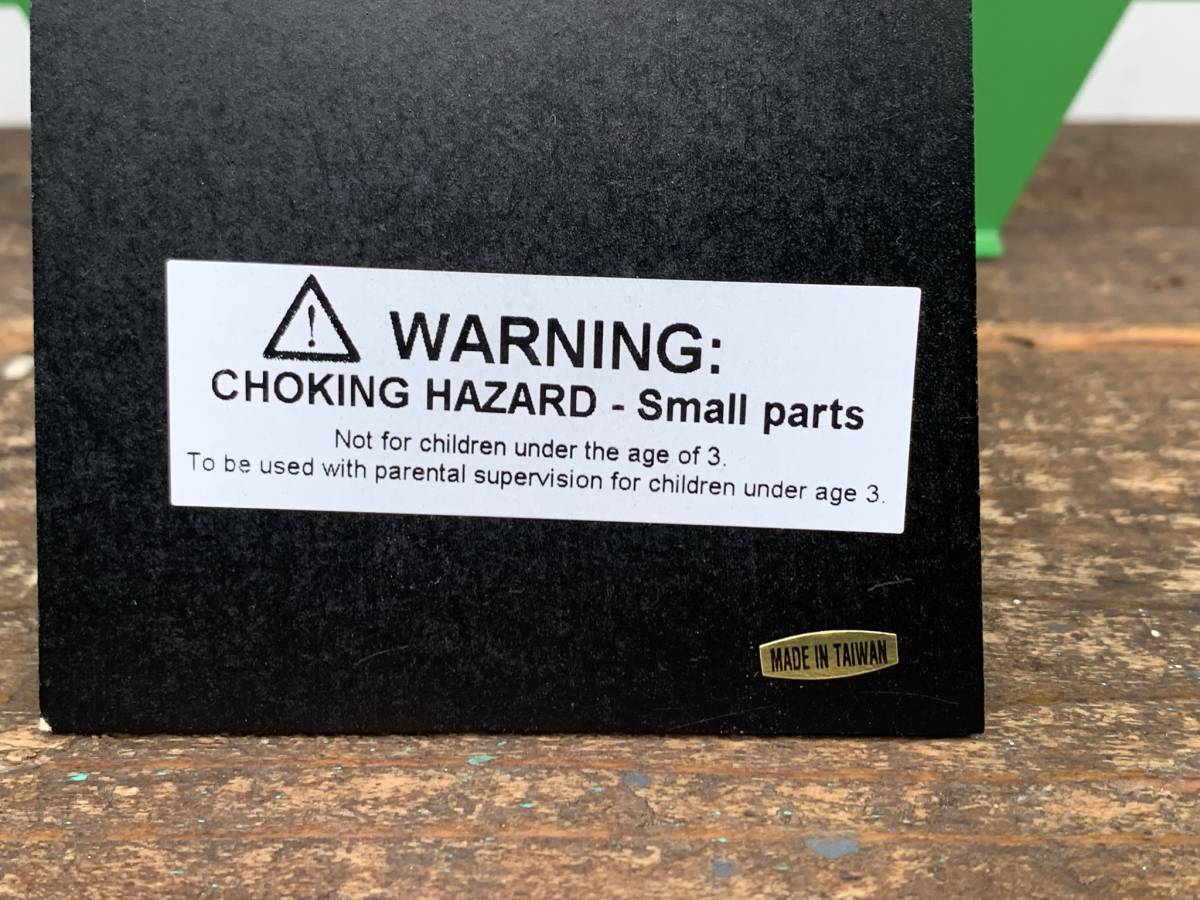 WARNING:
CHOKING HAZARD - Small parts
Not for children under the age of 3.
To be used with parental supervision for children under age 3.
MADE IN TAIWAN